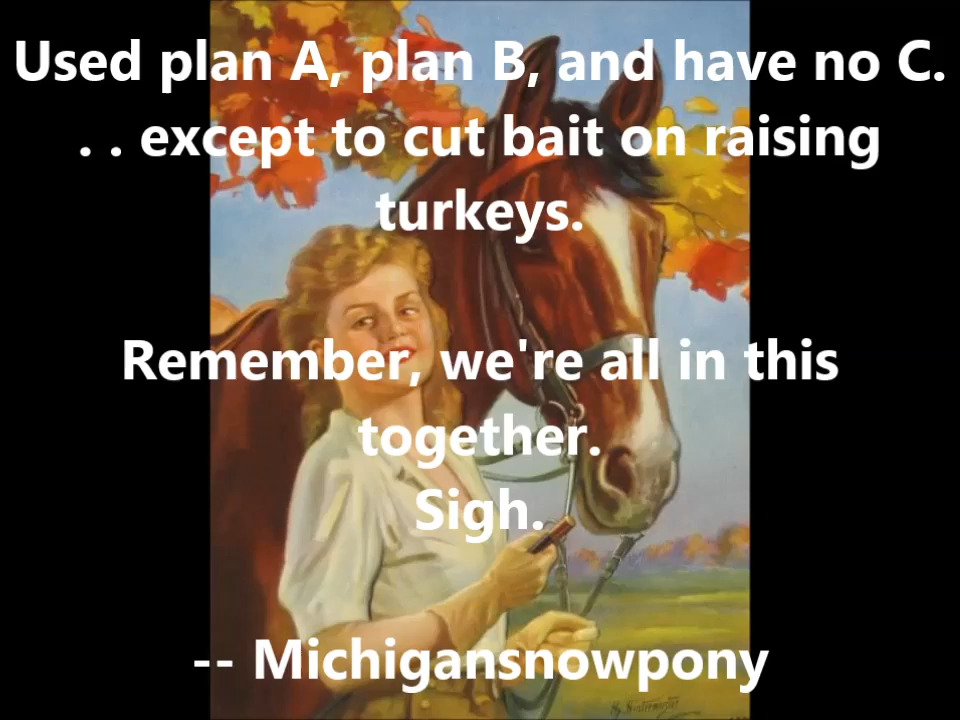 Used plan A, plan B, and have no C.
. . except to cut bait on raising
turkeys.
Remember, we're all in this
together.
Sigh.
-- Michigansnowpony